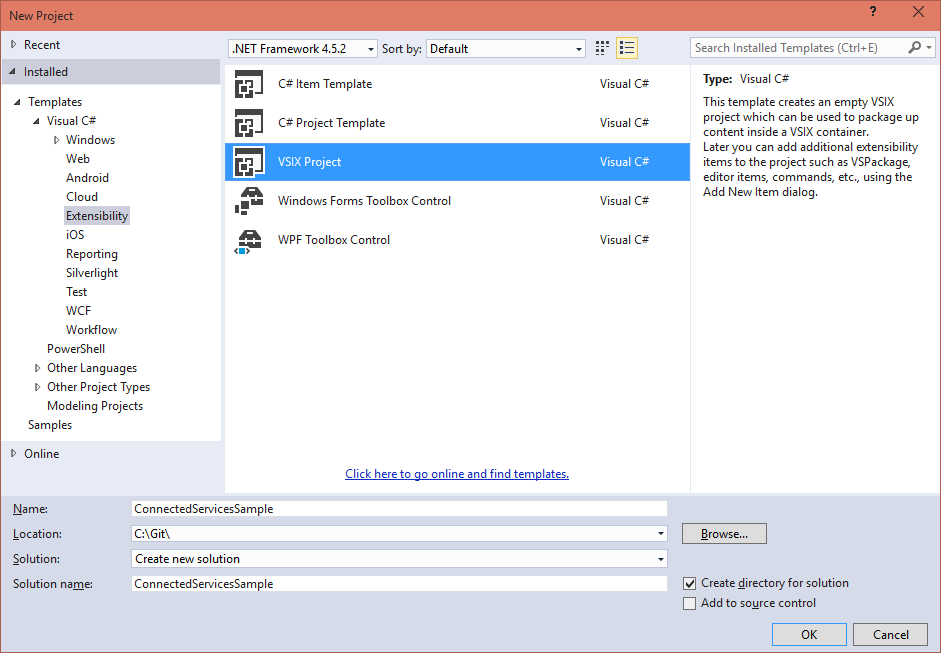 New Project
?
Recent
Installed
Templates
Visual C#
Windows
Web
Android
Cloud
Extensibility
iOS
Reporting
Silverlight
Test
WCF
Workflow
PowerShell
Other Languages
Other Project Types
Modeling Projects
Samples
Online
.NET Framework 4.5.2 Sort by: Default
C# Item Template Visual C#
C# Project Template Visual C#
VSIX Project Visual C#
Windows Forms Toolbox Control Visual C#
WPF Toolbox Control Visual C#
Click here to go online and find templates.
Search Installed Templates (Ctrl+E)
Type: Visual C#
This template creates an empty VSIX
project which can be used to package up
content inside a VSIX container.
Later you can add additional extensibility
items to the project such as VSPackage,
editor items, commands, etc., using the
Add New Item dialog.
Name: ConnectedServicesSample
Location: C:\Git\ Browse...
Solution: Create new solution
Solution name: ConnectedServicesSample
Create directory for solution
Add to source control
OK Cancel